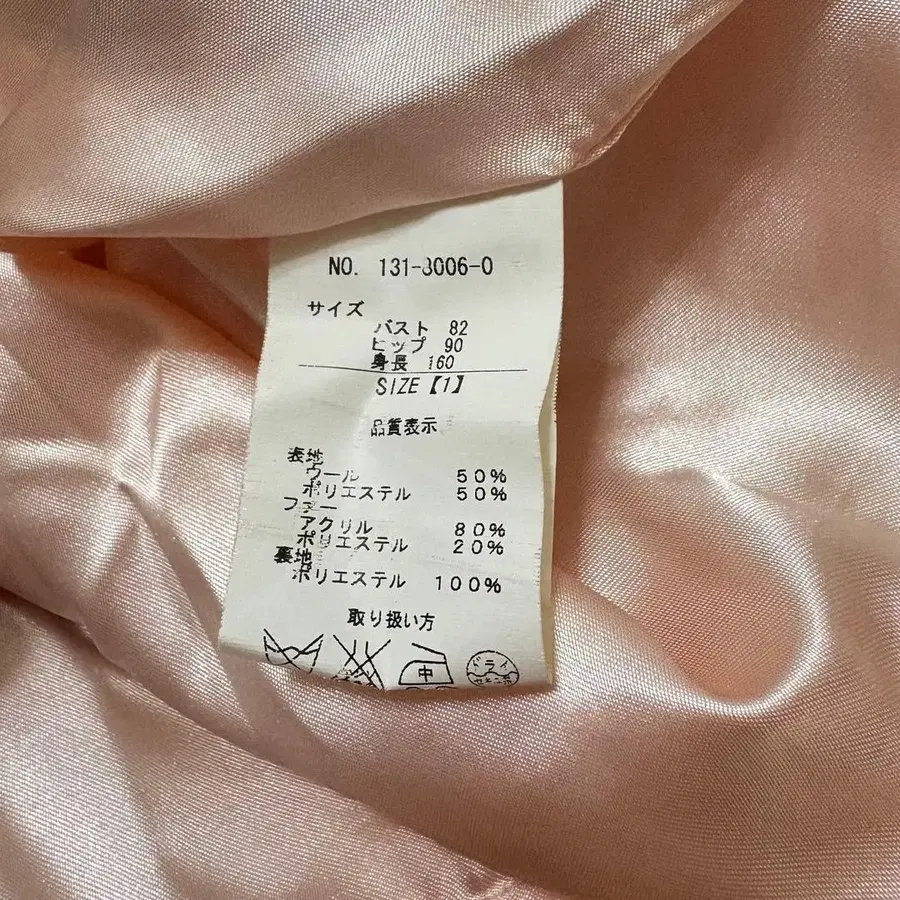 NO. 131-3006-0
サイズ
バスト 82
ヒップ 90
身長 160
SIZE【1】
品質表示
表地
ウール 50%
ポリエステル 50%
ファー
アクリル 80%
ポリエステル 20%
裏地
ポリエステル 100%
取り扱い方
中
ドライ